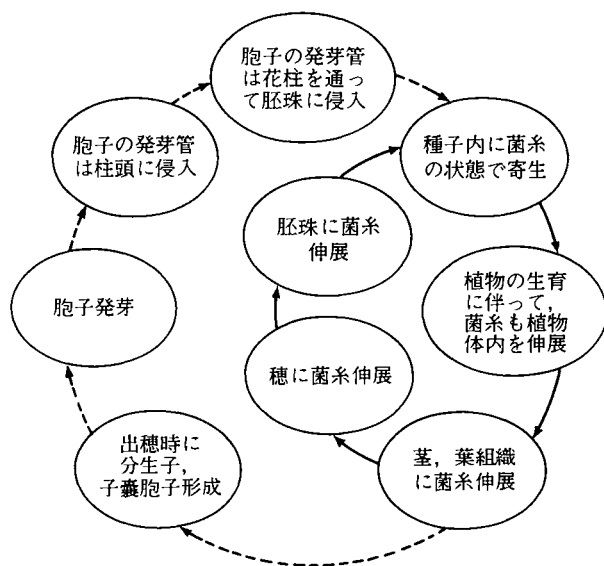 胞子の発芽管
は花柱を通っ
て胚珠に侵入
胞子の発芽管
は柱頭に侵入
種子内に菌糸
の状態で寄生
胚珠に菌糸
伸展
胞子発芽
植物の生育
に伴って,
菌糸も植物
体内を伸展
穂に菌糸伸展
出穂時に
分生子,
子嚢胞子形成
茎,葉組織
に菌糸伸展